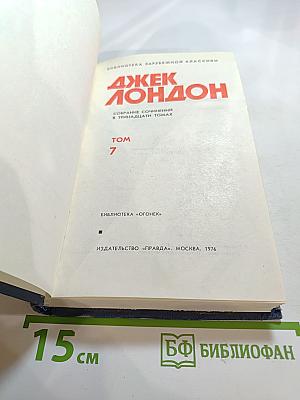 БИБЛИОТЕКА ЗАРУБЕЖНОЙ КЛАССИКИ
ДЖЕК
ЛОНДОН
СОБРАНИЕ СОЧИНЕНИЙ
В ТРИНАДЦАТИ ТОМАХ
ТОМ
7
БИБЛИОТЕКА «ОГОНЕК»
ИЗДАТЕЛЬСТВО «ПРАВДА». МОСКВА. 1976
15 СМ
БФ БИБЛИОФАН